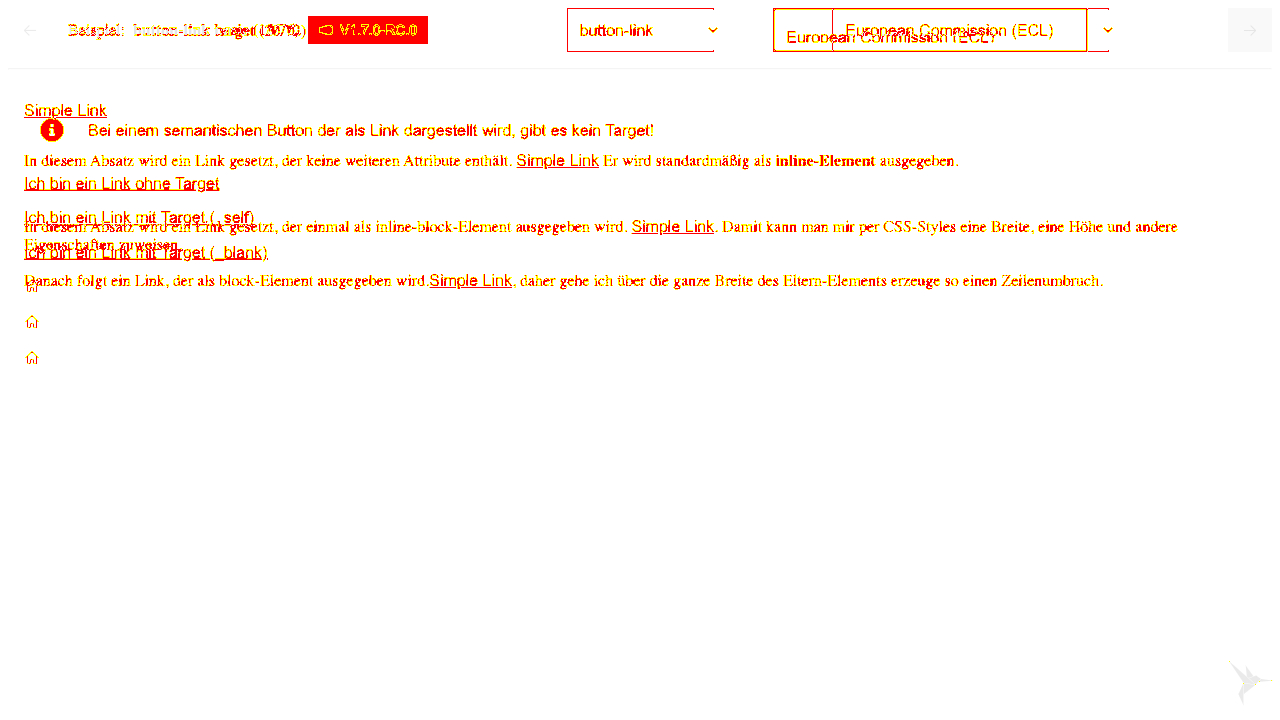 Beispiel button-link V1.7.0-RC.0 button-link European Commission (ECL)
European Commission (ECL)
Simple Link
Bei einem semantischen Button der als Link dargestellt wird, gibt es kein Target!
In diesem Absatz wird ein Link gesetzt, der keine weiteren Attribute enthält. Simple Link Er wird standardmäßig als inline-Element ausgegeben.
Ich bin ein Link ohne Target
Ich bin ein Link mit Target (_self)
In diesem Absatz wird ein Link gesetzt, der einmal als inline-block-Element ausgegeben wird. Simple Link. Damit kann man mir per CSS-Styles eine Breite, eine Höhe und andere
Eigenschaften zuweisen.
Ich bin ein Link mit Target (_blank)
Danach folgt ein Link, der als block-Element ausgegeben wird.Simple Link, daher gehe ich über die ganze Breite des Eltern-Elements erzeuge so einen Zeilenumbruch.